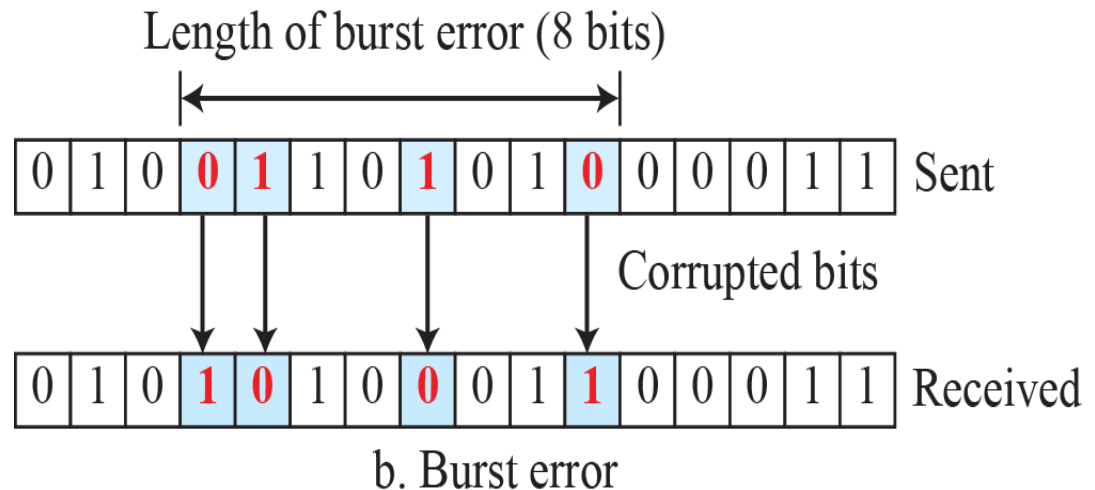 Length of burst error (8 bits)
0 1 0 0 1 1 0 1 0 1 0 0 0 0 1 1 Sent
Corrupted bits
0 1 0 1 0 1 0 0 0 1 1 0 0 0 1 1 Received
b. Burst error